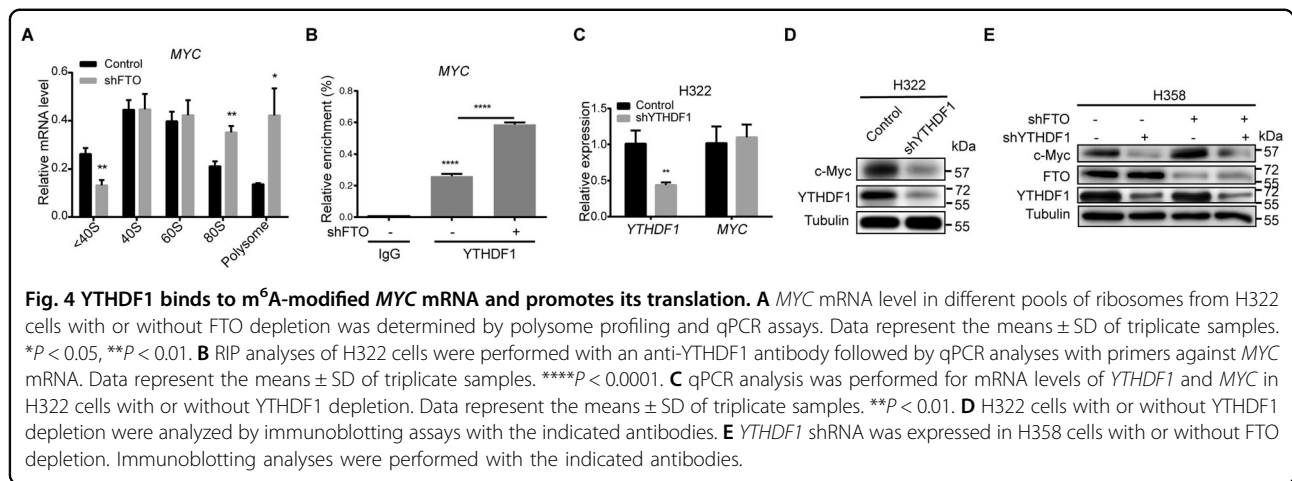 A
MYC
Control
shFTO
Relative mRNA level
0.6
0.4
0.2
0.0
**
**
*
<40S
40S
60S
80S
Polysome
B
MYC
Relative enrichment (%)
0.8
0.6
0.4
0.2
0.0
****
****
shFTO - - +
IgG YTHDF1
C
H322
Control
shYTHDF1
Relative expression
1.5
1.0
0.5
0.0
**
YTHDF1 MYC
D
H322
Control
shYTHDF1
kDa
c-Myc 57
YTHDF1 72
55
Tubulin 55
E
H358
shFTO - - + +
shYTHDF1 - + - +
kDa
c-Myc 57
FTO 72
55
YTHDF1 72
55
Tubulin 55
Fig. 4 YTHDF1 binds to m⁶A-modified MYC mRNA and promotes its translation. A MYC mRNA level in different pools of ribosomes from H322
cells with or without FTO depletion was determined by polysome profiling and qPCR assays. Data represent the means ± SD of triplicate samples.
*P < 0.05, **P < 0.01. B RIP analyses of H322 cells were performed with an anti-YTHDF1 antibody followed by qPCR analyses with primers against MYC
mRNA. Data represent the means ± SD of triplicate samples. ****P < 0.0001. C qPCR analysis was performed for mRNA levels of YTHDF1 and MYC in
H322 cells with or without YTHDF1 depletion. Data represent the means ± SD of triplicate samples. **P < 0.01. D H322 cells with or without YTHDF1
depletion were analyzed by immunoblotting assays with the indicated antibodies. E YTHDF1 shRNA was expressed in H358 cells with or without FTO
depletion. Immunoblotting analyses were performed with the indicated antibodies.